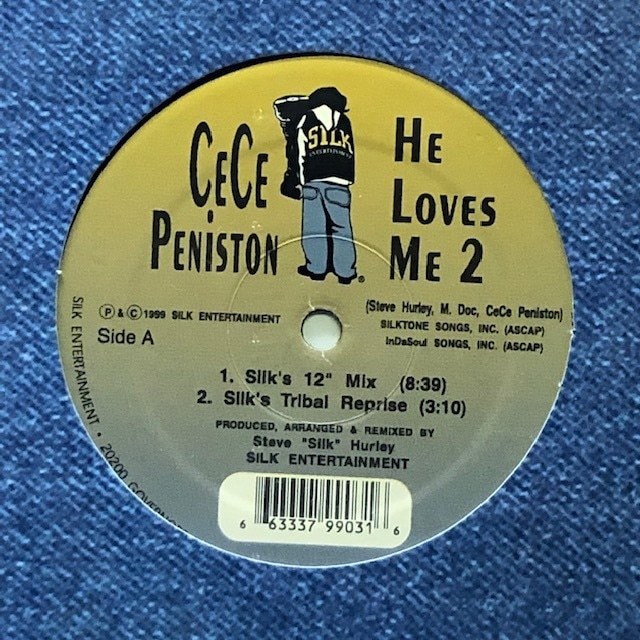 CeCe
Peniston
SILK
ENTERTAINMENT
He
Loves
Me 2
®
Ⓟ & © 1999 SILK ENTERTAINMENT
Side A
(Steve Hurley, M. Doc, CeCe Peniston)
SILKTONE SONGS, INC. (ASCAP)
InDaSoul SONGS, INC. (ASCAP)
1. Silk's 12" Mix (8:39)
2. Silk's Tribal Reprise (3:10)
PRODUCED, ARRANGED & REMIXED BY
Steve "Silk" Hurley
SILK ENTERTAINMENT
SILK ENTERTAINMENT • 20200
6 63337 99031 6